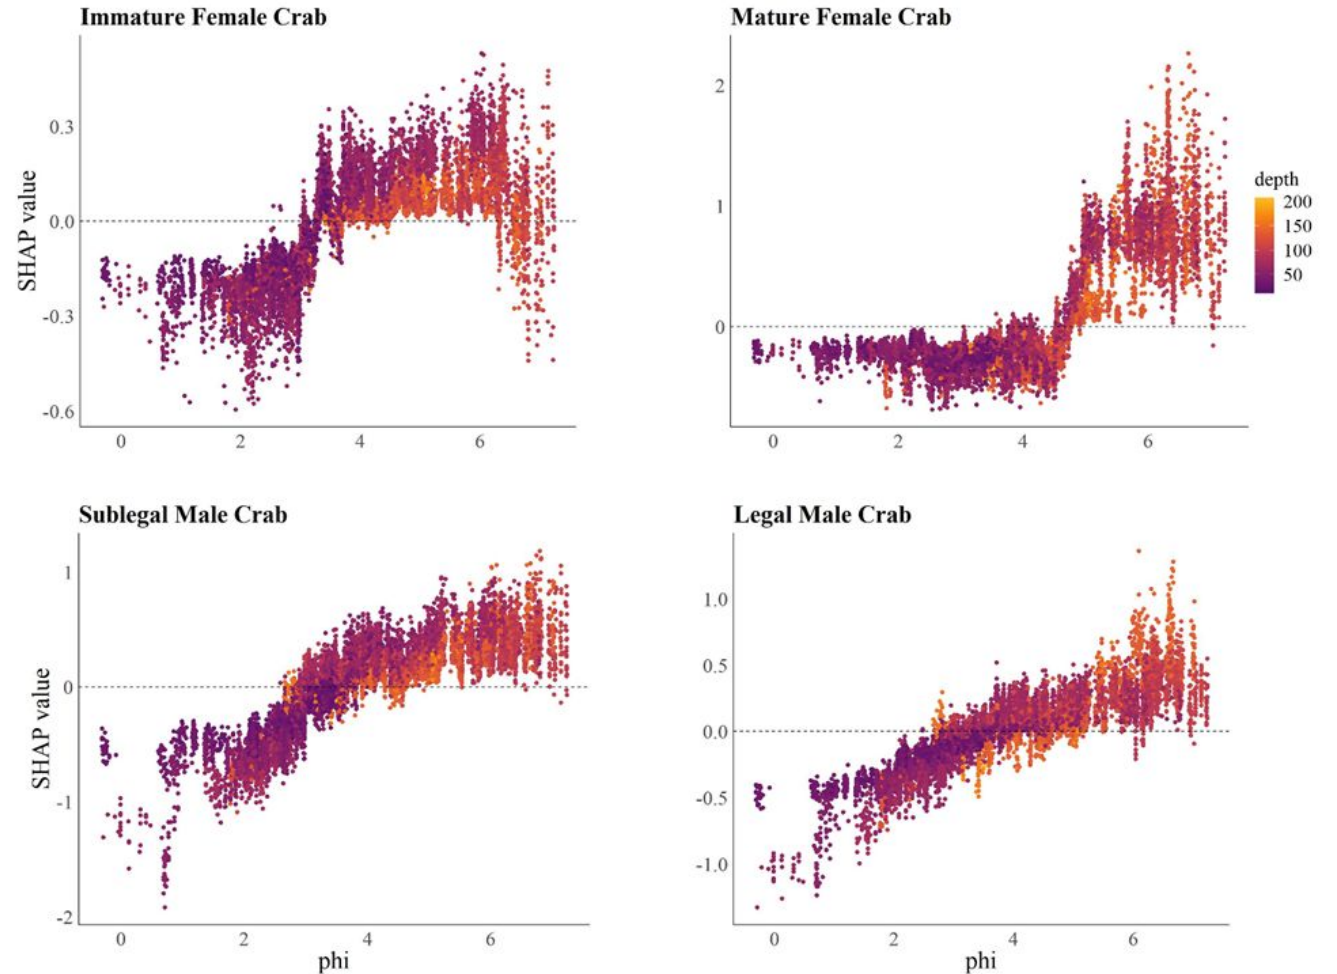 Immature Female Crab
Mature Female Crab
SHAP value
0.3
0.0
-0.3
-0.6
0 2 4 6
2
1
0
0 2 4 6
depth
200
150
100
50
Sublegal Male Crab
Legal Male Crab
SHAP value
1
0
-1
-2
0 2 4 6
phi
1.0
0.5
0.0
-0.5
-1.0
0 2 4 6
phi